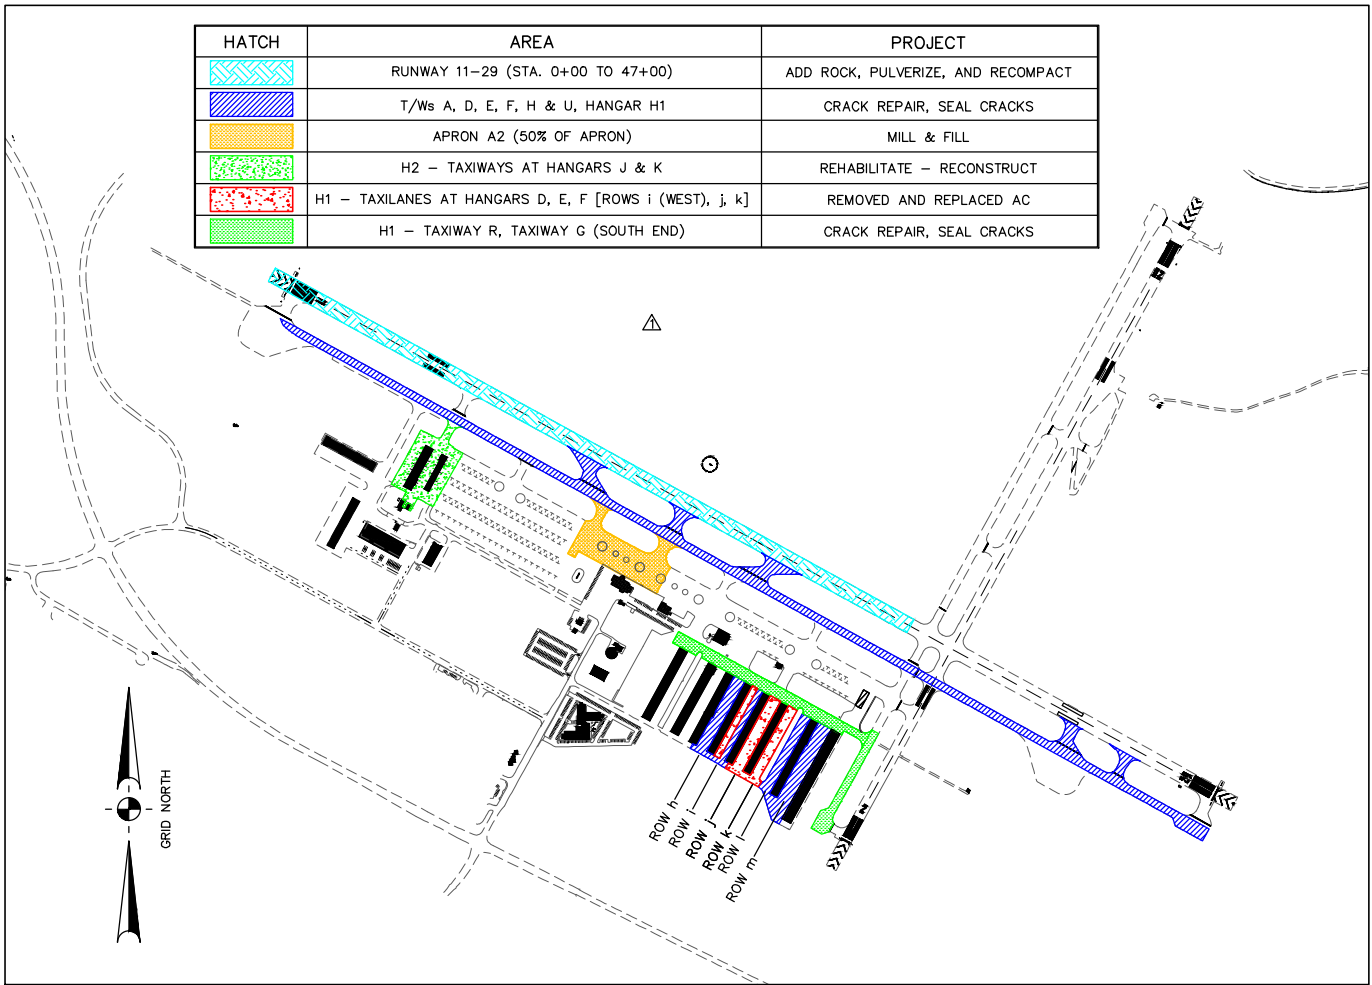 HATCH AREA PROJECT
RUNWAY 11-29 (STA. 0+00 TO 47+00) ADD ROCK, PULVERIZE, AND RECOMPACT
T/Ws A, D, E, F, H & U, HANGAR H1 CRACK REPAIR, SEAL CRACKS
APRON A2 (50% OF APRON) MILL & FILL
H2 - TAXIWAYS AT HANGARS J & K REHABILITATE - RECONSTRUCT
H1 - TAXILANES AT HANGARS D, E, F [ROWS i (WEST), j, k] REMOVED AND REPLACED AC
H1 - TAXIWAY R, TAXIWAY G (SOUTH END) CRACK REPAIR, SEAL CRACKS
1
GRID NORTH
ROW h
ROW i
ROW j
ROW k
ROW l
ROW m